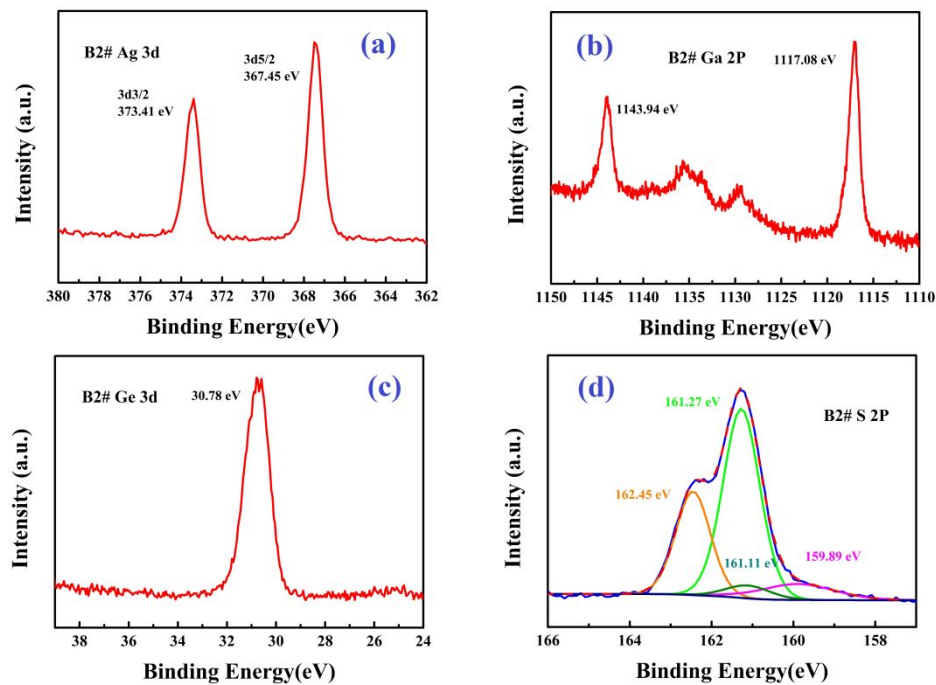 Intensity (a.u.)
B2# Ag 3d
(a)
3d5/2
367.45 eV
3d3/2
373.41 eV
380 378 376 374 372 370 368 366 364 362
Binding Energy(eV)
Intensity (a.u.)
B2# Ga 2P
(b)
1117.08 eV
1143.94 eV
1150 1145 1140 1135 1130 1125 1120 1115 1110
Binding Energy(eV)
Intensity (a.u.)
B2# Ge 3d
30.78 eV
(c)
38 36 34 32 30 28 26 24
Binding Energy(eV)
Intensity (a.u.)
(d)
161.27 eV
B2# S 2P
162.45 eV
161.11 eV
159.89 eV
166 164 162 160 158
Binding Energy(eV)